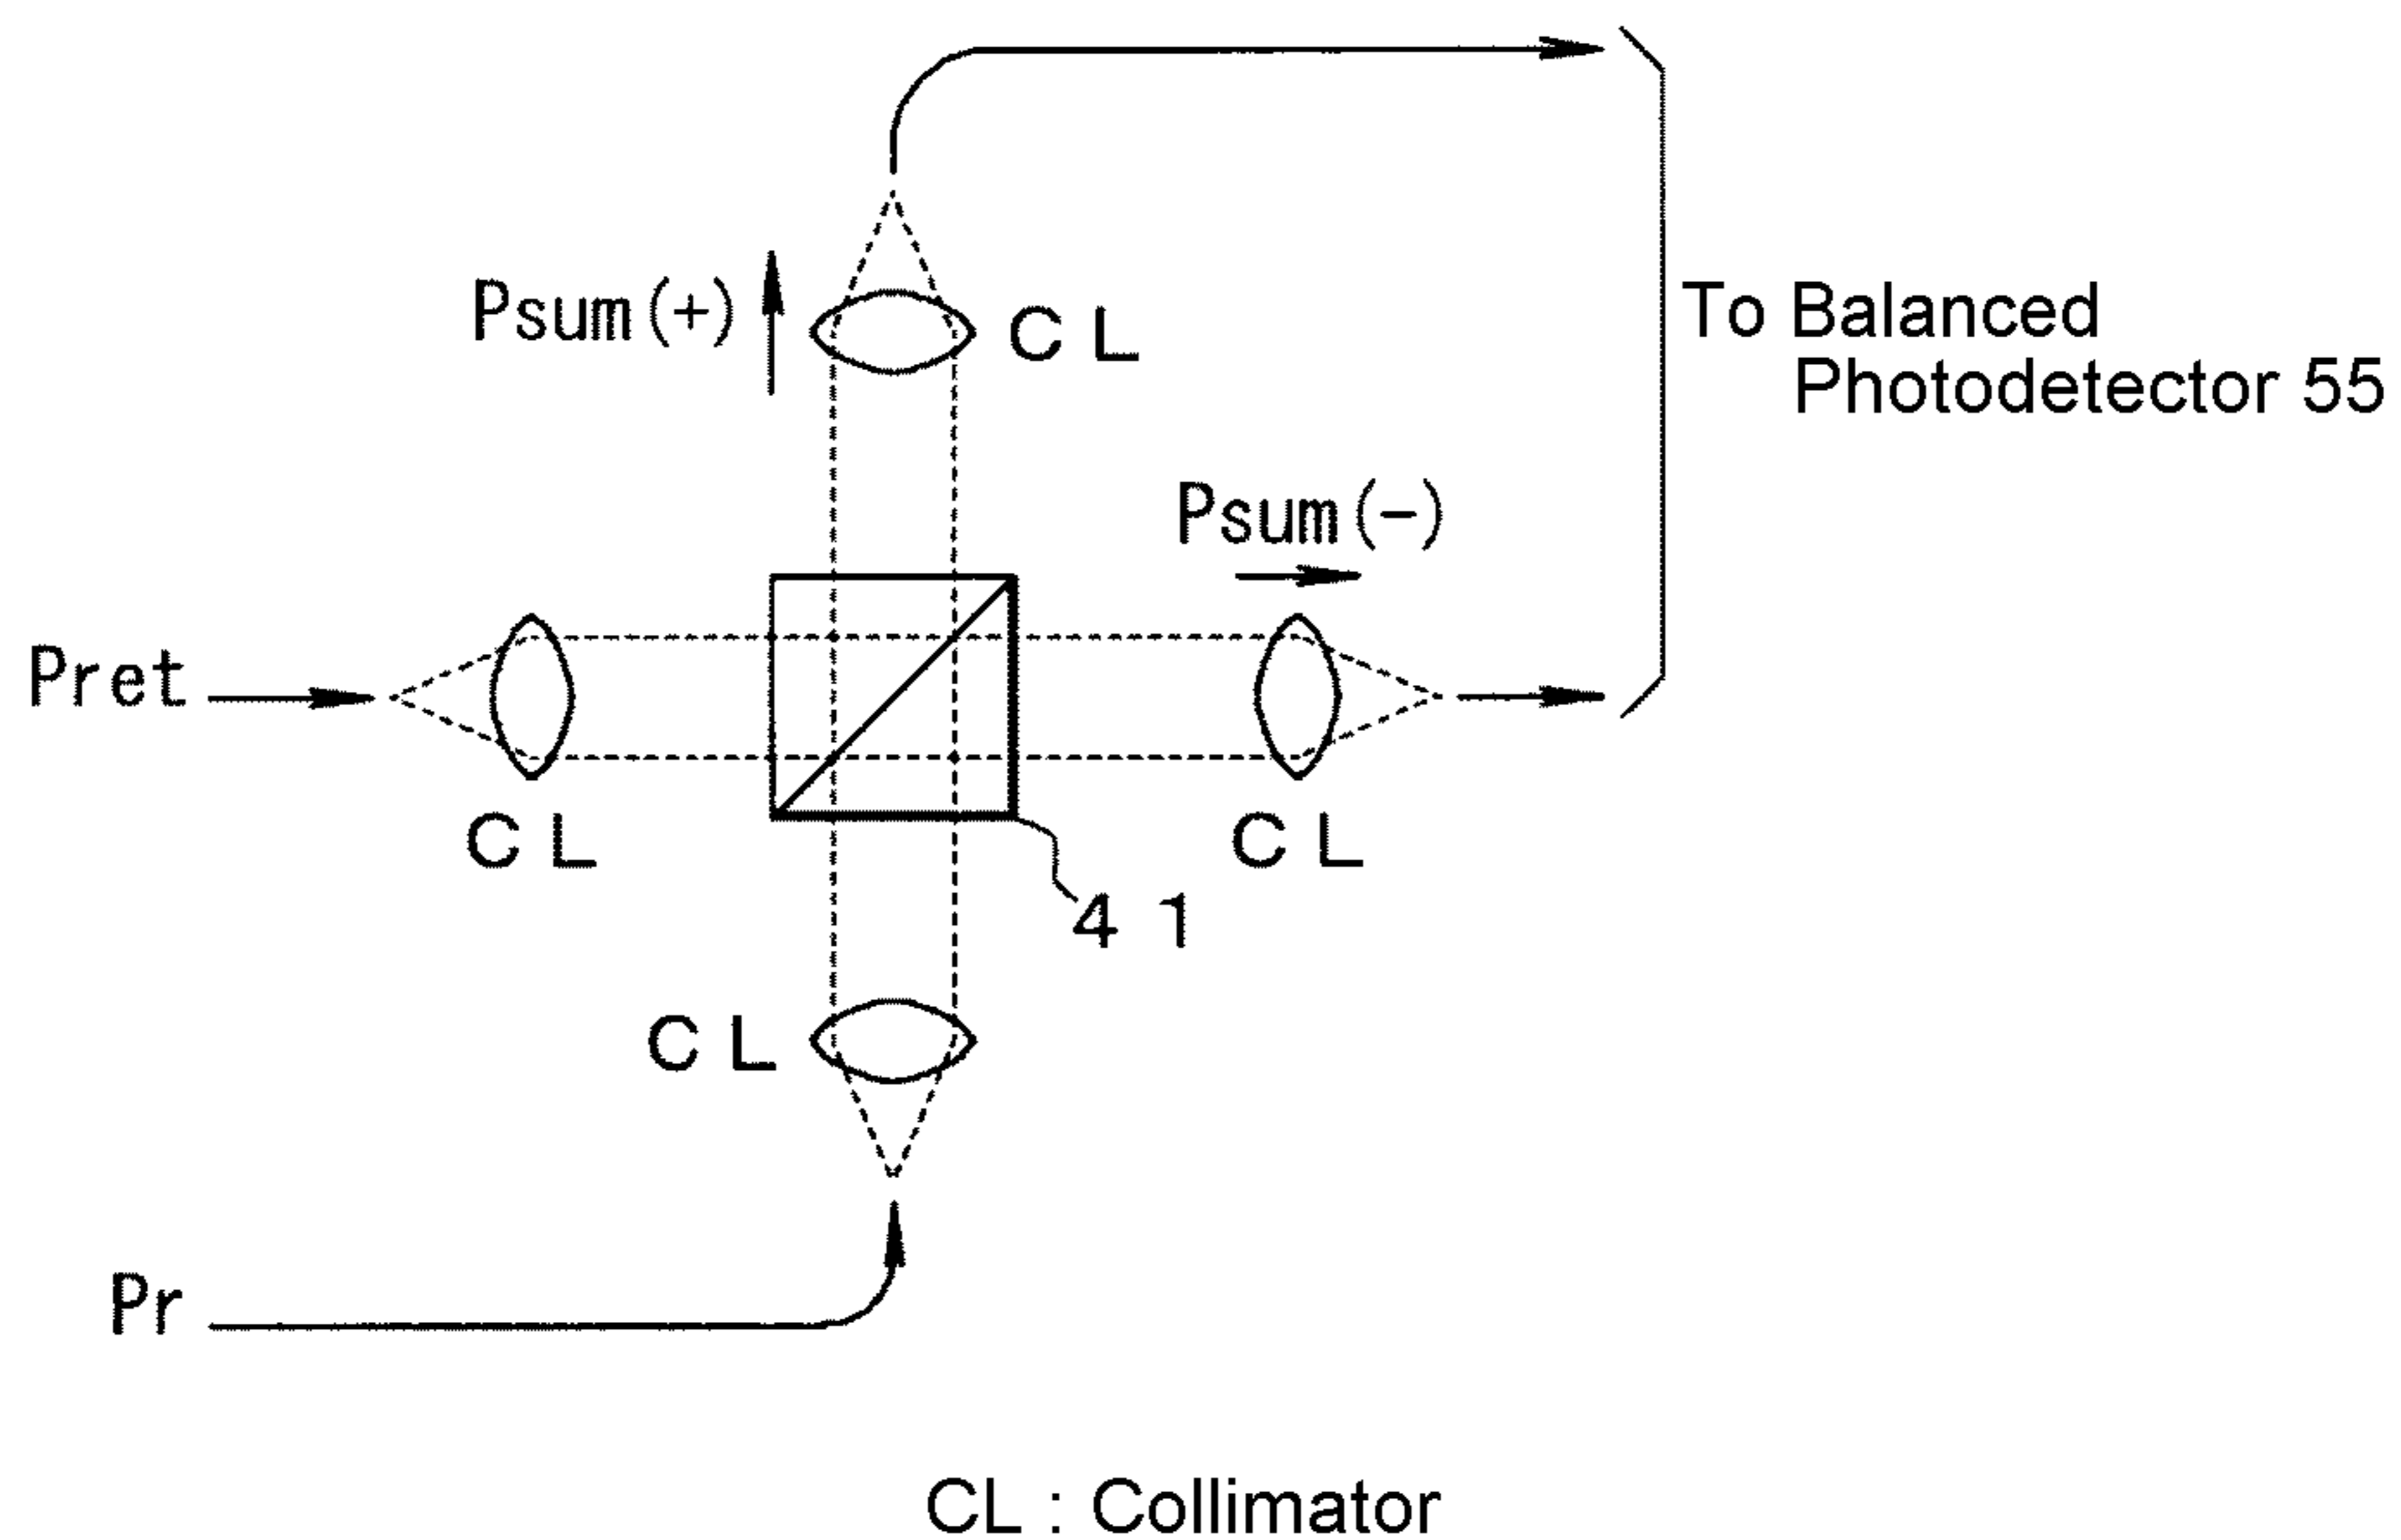 Psum(+)
CL
To Balanced
Photodetector 55
Psum(-)
Pret
CL
CL
41
CL
Pr
CL : Collimator